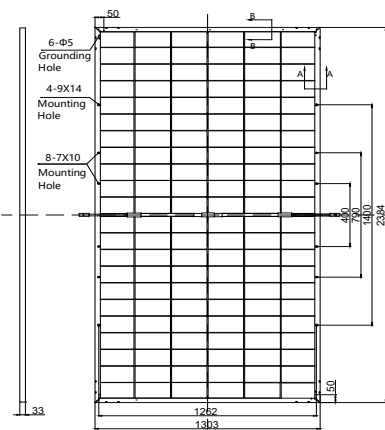 50
B
B
6-Φ5
Grounding
Hole
A
A
4-9X14
Mounting
Hole
8-7X10
Mounting
Hole
400
790
1400
2384
50
33
1262
1303